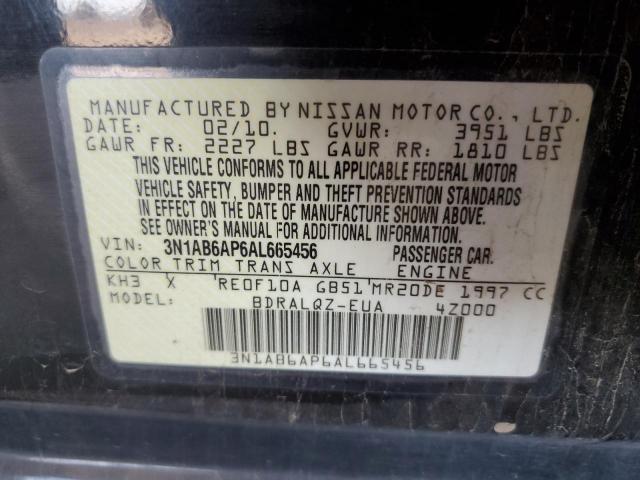 MANUFACTURED BY NISSAN MOTOR CO., LTD.
DATE: 02/10. GVWR: 3951 LBS
GAWR FR: 2227 LBS GAWR RR: 1810 LBS
THIS VEHICLE CONFORMS TO ALL APPLICABLE FEDERAL MOTOR
VEHICLE SAFETY, BUMPER AND THEFT PREVENTION STANDARDS
IN EFFECT ON THE DATE OF MANUFACTURE SHOWN ABOVE.
SEE OWNER'S MANUAL FOR ADDITIONAL INFORMATION.
VIN: 3N1AB6AP6AL665456 PASSENGER CAR.
COLOR TRIM TRANS AXLE ENGINE
KH3 X RE0F10A GB51 MR20DE 1997 CC
MODEL: BDRALQZ-EUA 4Z000
3N1AB6AP6AL665456